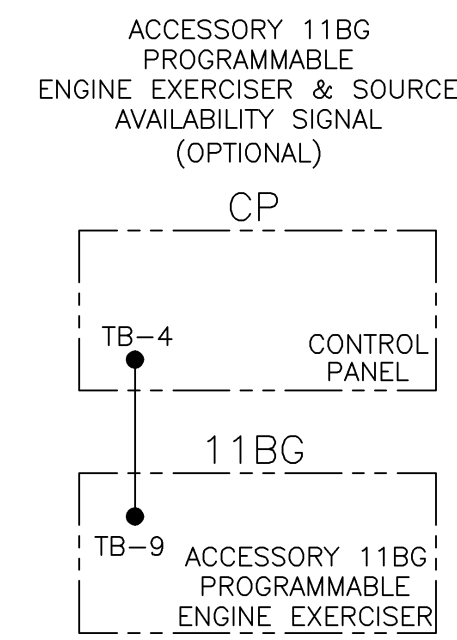 ACCESSORY 11BG
PROGRAMMABLE
ENGINE EXERCISER & SOURCE
AVAILABILITY SIGNAL
(OPTIONAL)
CP
TB-4
CONTROL
PANEL
11BG
TB-9
ACCESSORY 11BG
PROGRAMMABLE
ENGINE EXERCISER